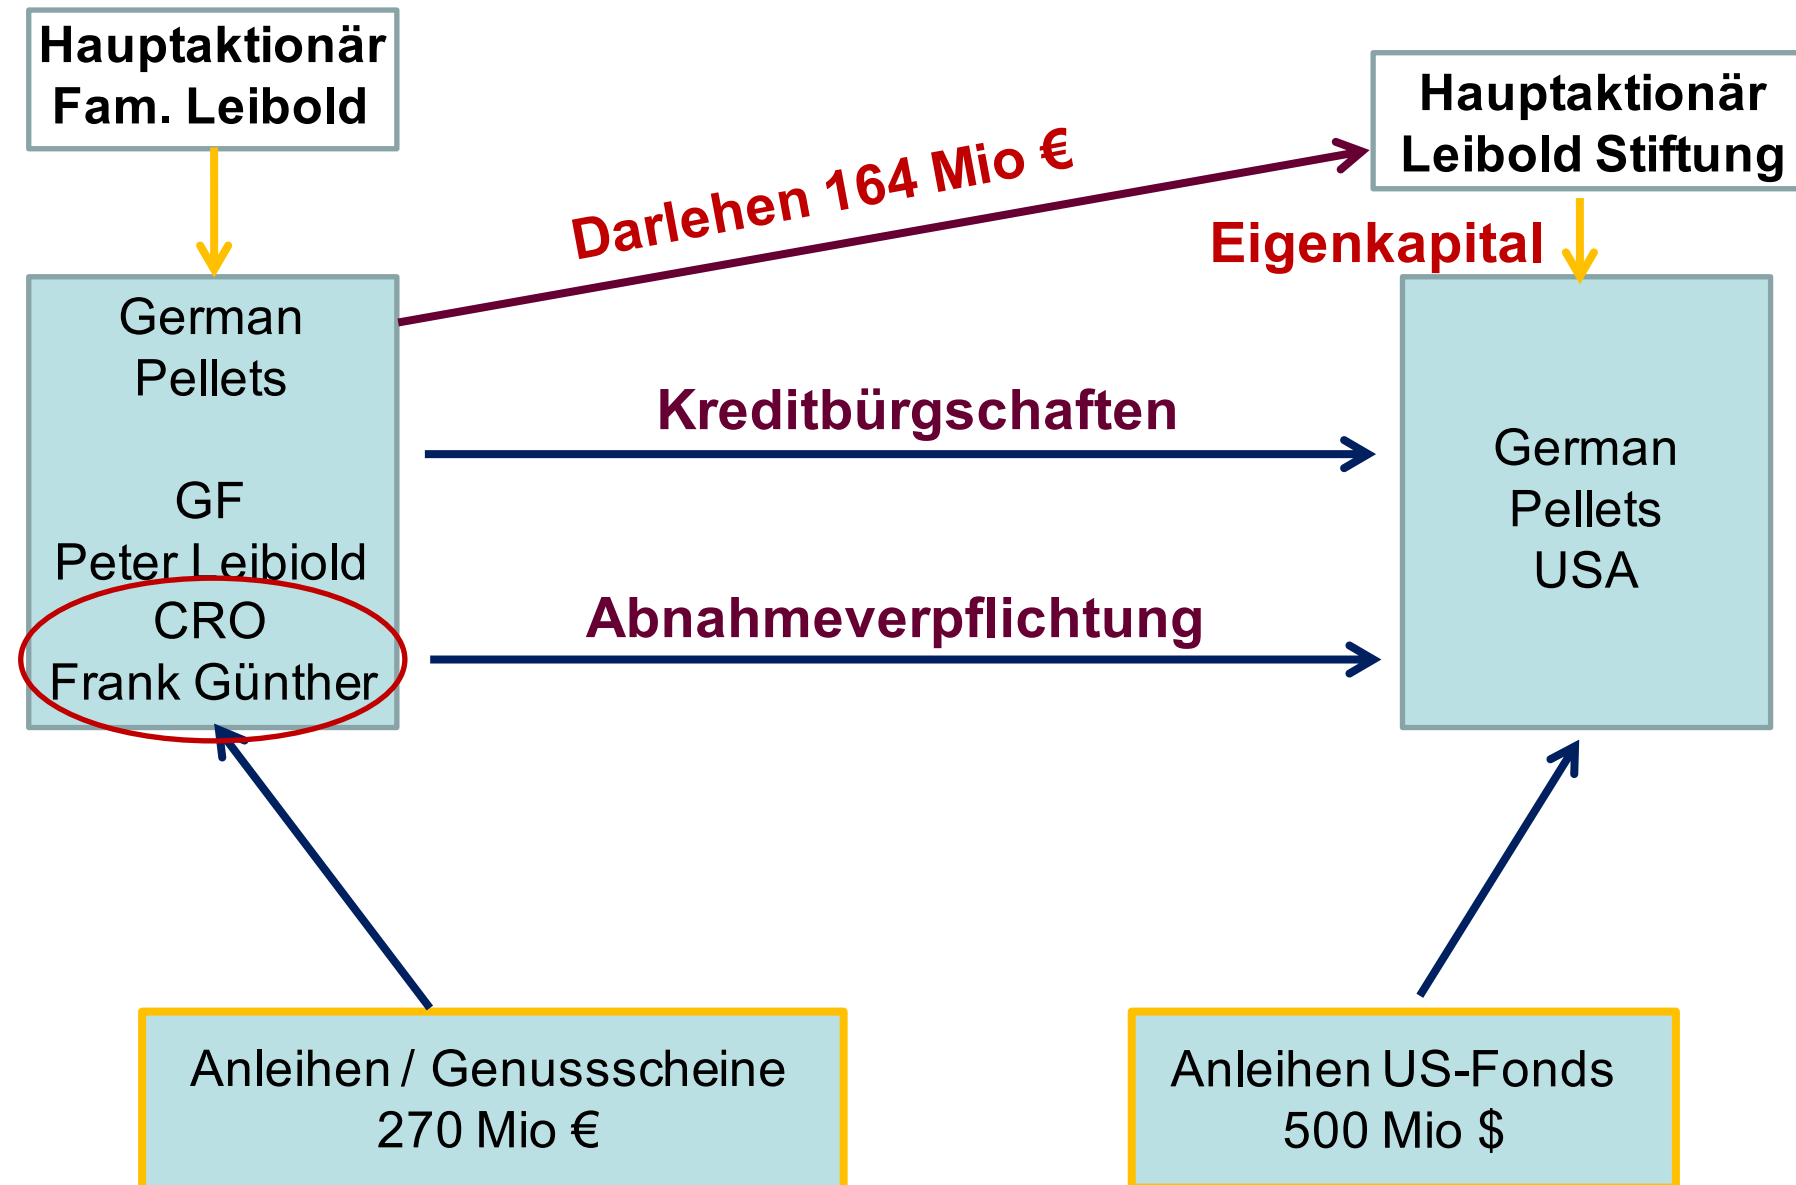 Hauptaktionär
Fam. Leibold
Hauptaktionär
Leibold Stiftung
Darlehen 164 Mio €
Eigenkapital
German
Pellets
GF
Peter Leibiold
CRO
Frank Günther
Kreditbürgschaften
Abnahmeverpflichtung
German
Pellets
USA
Anleihen / Genussscheine
270 Mio €
Anleihen US-Fonds
500 Mio $